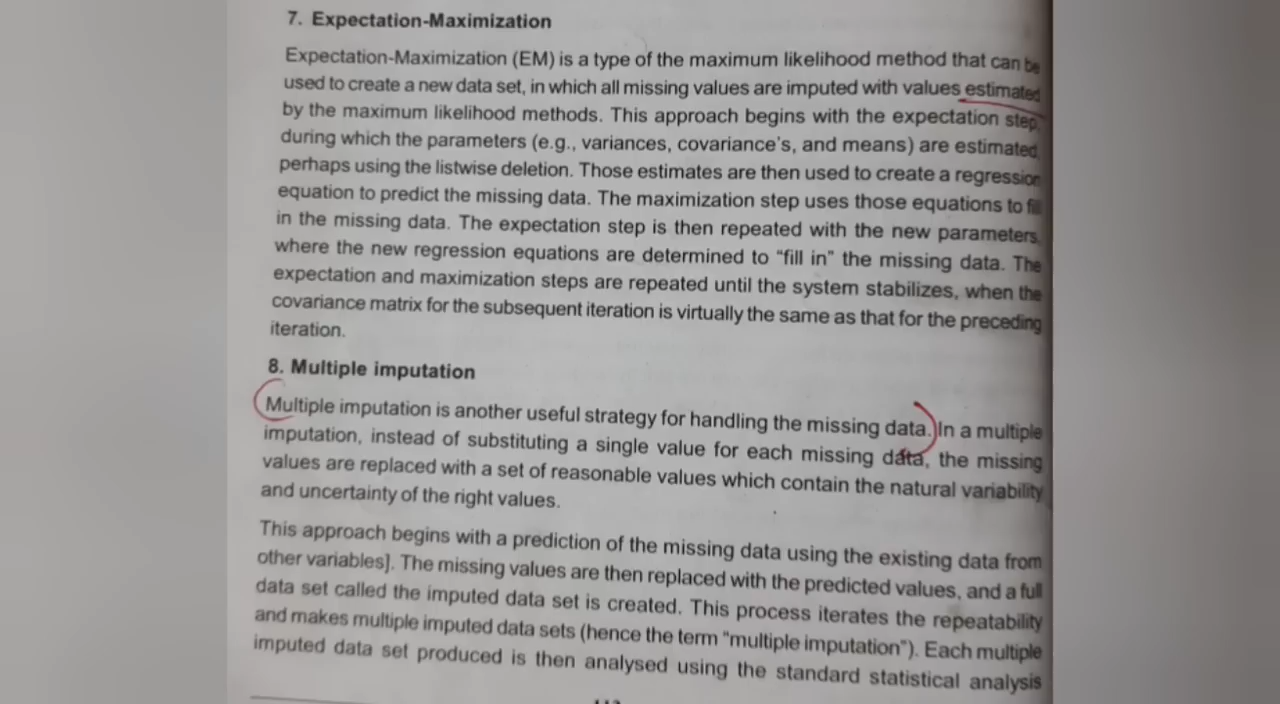 7. Expectation-Maximization
Expectation-Maximization (EM) is a type of the maximum likelihood method that can be
used to create a new data set, in which all missing values are imputed with values estimated
by the maximum likelihood methods. This approach begins with the expectation step,
during which the parameters (e.g., variances, covariance's, and means) are estimated,
perhaps using the listwise deletion. Those estimates are then used to create a regression
equation to predict the missing data. The maximization step uses those equations to fill
in the missing data. The expectation step is then repeated with the new parameters,
where the new regression equations are determined to “fill in” the missing data. The
expectation and maximization steps are repeated until the system stabilizes, when the
covariance matrix for the subsequent iteration is virtually the same as that for the preceding
iteration.
8. Multiple imputation
Multiple imputation is another useful strategy for handling the missing data. In a multiple
imputation, instead of substituting a single value for each missing data, the missing
values are replaced with a set of reasonable values which contain the natural variability
and uncertainty of the right values.
This approach begins with a prediction of the missing data using the existing data from
other variables]. The missing values are then replaced with the predicted values, and a full
data set called the imputed data set is created. This process iterates the repeatability
and makes multiple imputed data sets (hence the term “multiple imputation”). Each multiple
imputed data set produced is then analysed using the standard statistical analysis